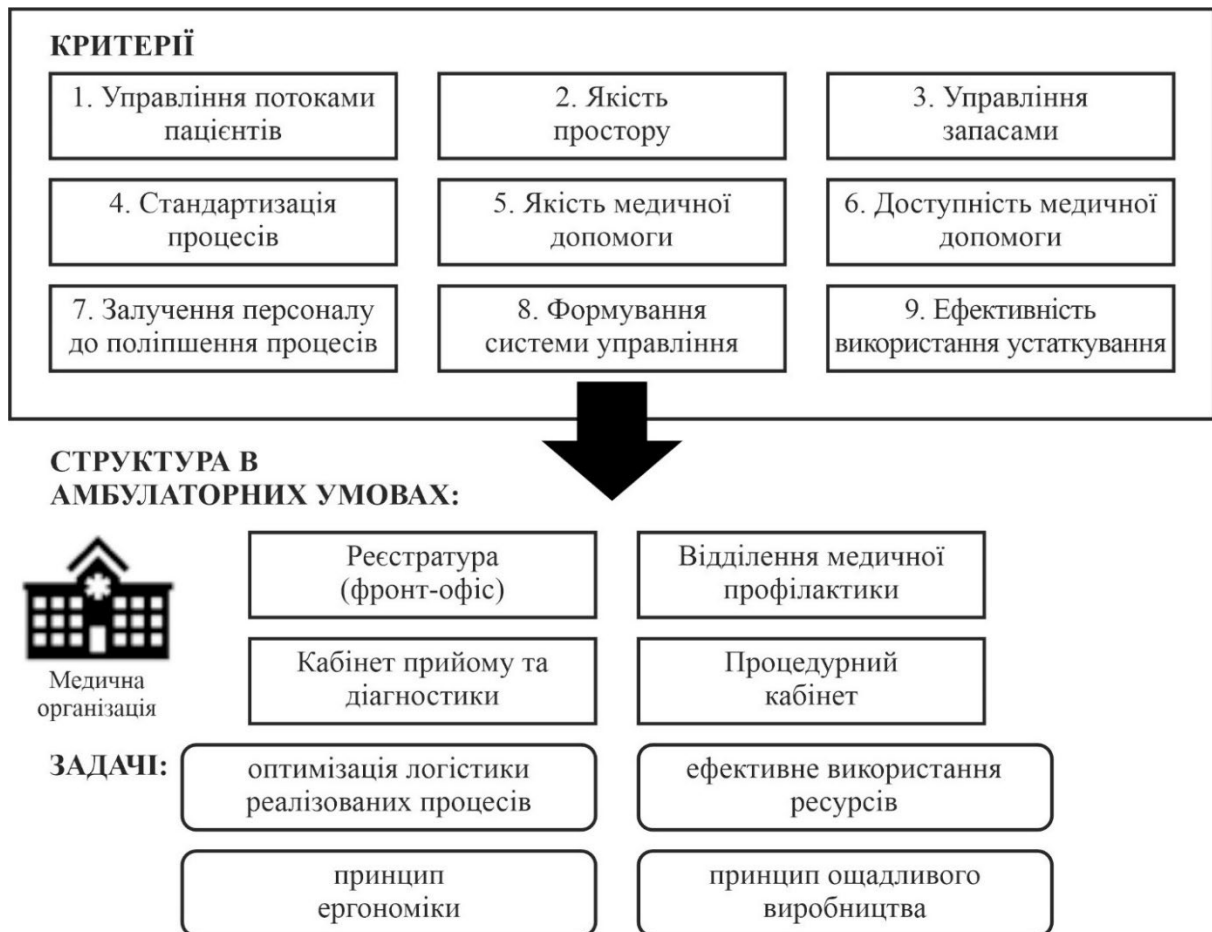 КРИТЕРІЇ
1. Управління потоками
пацієнтів
2. Якість
простору
3. Управління
запасами
4. Стандартизація
процесів
5. Якість медичної
допомоги
6. Доступність медичної
допомоги
7. Залучення персоналу
до поліпшення процесів
8. Формування
системи управління
9. Ефективність
використання устаткування
СТРУКТУРА В
АМБУЛАТОРНИХ УМОВАХ:
Медична
організація
Реєстратура
(фронт-офіс)
Відділення медичної
профілактики
Кабінет прийому та
діагностики
Процедурний
кабінет
ЗАДАЧІ:
оптимізація логістики
реалізованих процесів
ефективне використання
ресурсів
принцип
ергономіки
принцип ощадливого
виробництва